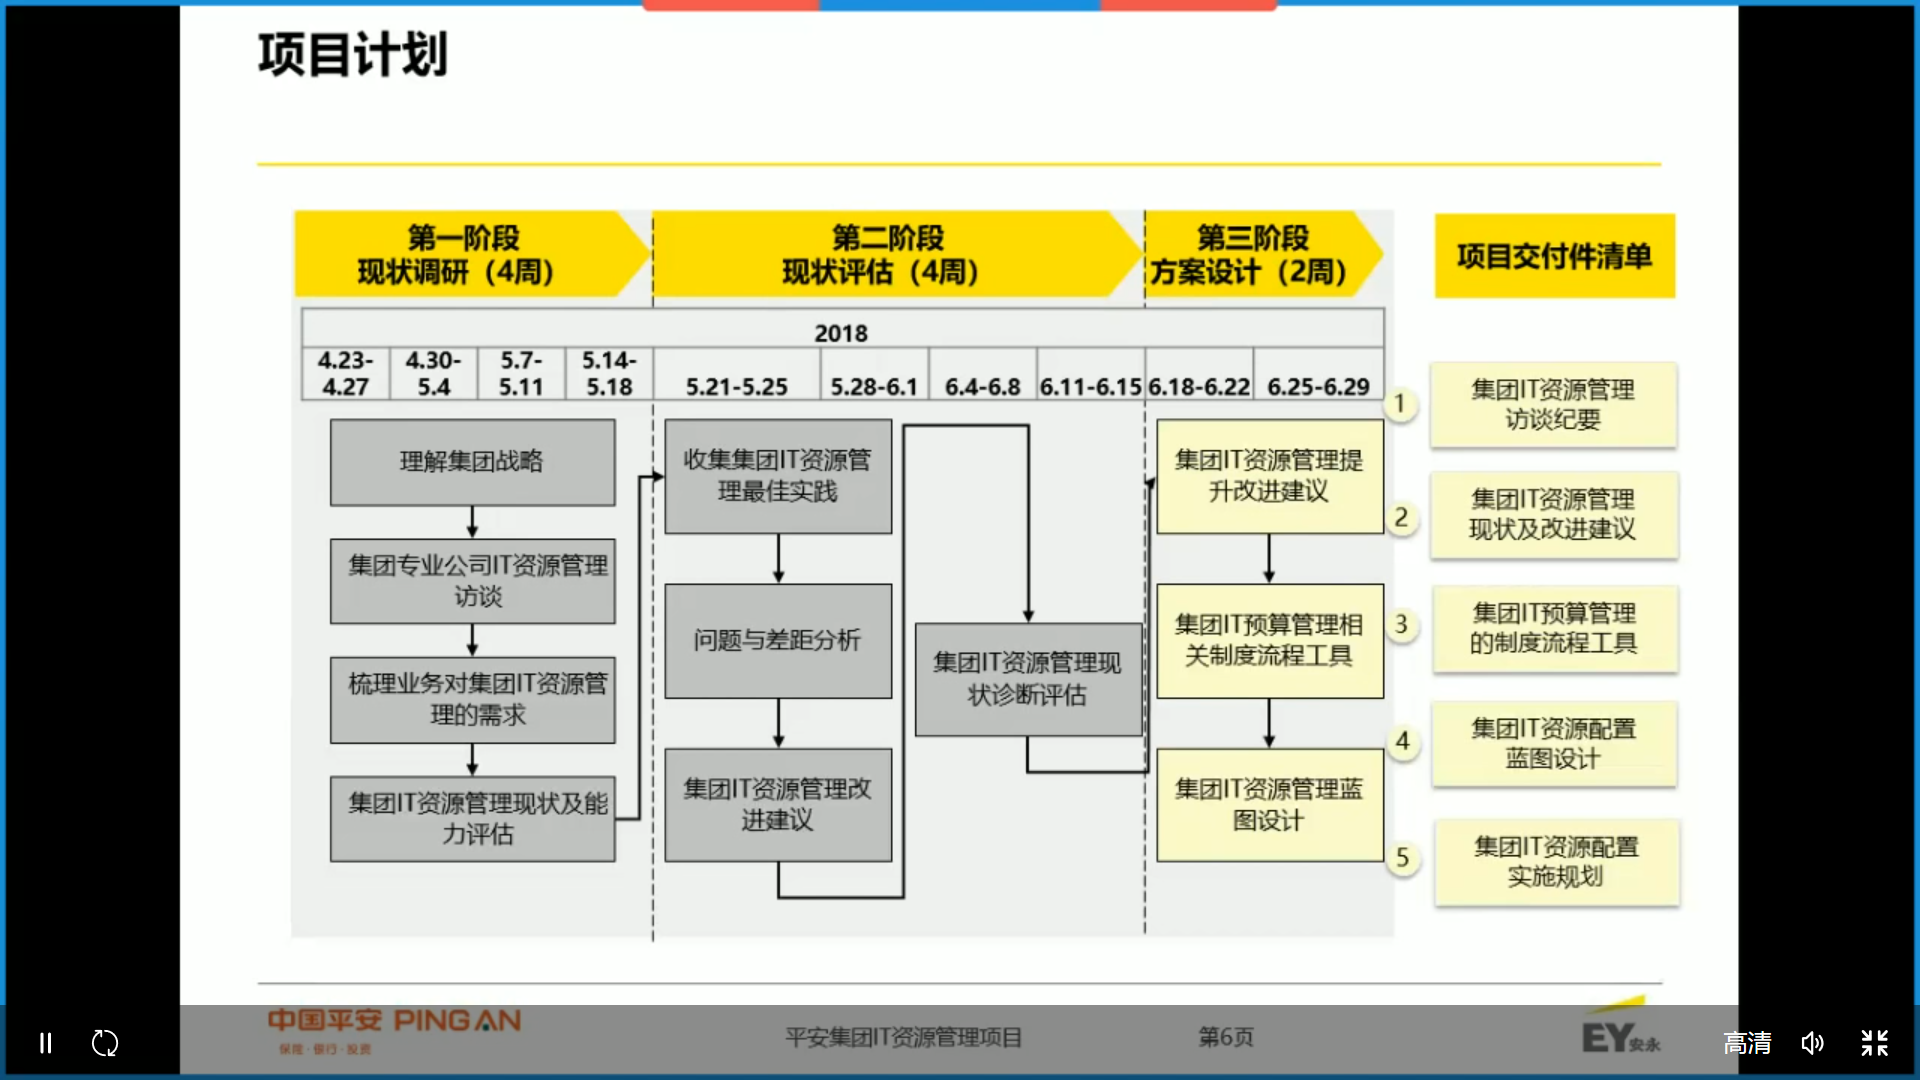 项目计划
第一阶段
现状调研（4周）
第二阶段
现状评估（4周）
第三阶段
方案设计（2周）
项目交付件清单
2018
4.23-
4.27
4.30-
5.4
5.7-
5.11
5.14-
5.18
5.21-5.25
5.28-6.1
6.4-6.8
6.11-6.15
6.18-6.22
6.25-6.29
理解集团战略
集团专业公司IT资源管理
访谈
梳理业务对集团IT资源管
理的需求
集团IT资源管理现状及能
力评估
收集集团IT资源管
理最佳实践
问题与差距分析
集团IT资源管理改
进建议
集团IT资源管理现
状诊断评估
集团IT资源管理提
升改进建议
集团IT预算管理相
关制度流程工具
集团IT资源管理蓝
图设计
1
集团IT资源管理
访谈纪要
2
集团IT资源管理
现状及改进建议
3
集团IT预算管理
的制度流程工具
4
集团IT资源配置
蓝图设计
5
集团IT资源配置
实施规划
中国平安 PING AN
保险·银行·投资
平安集团IT资源管理项目
第6页
EY安永
高清